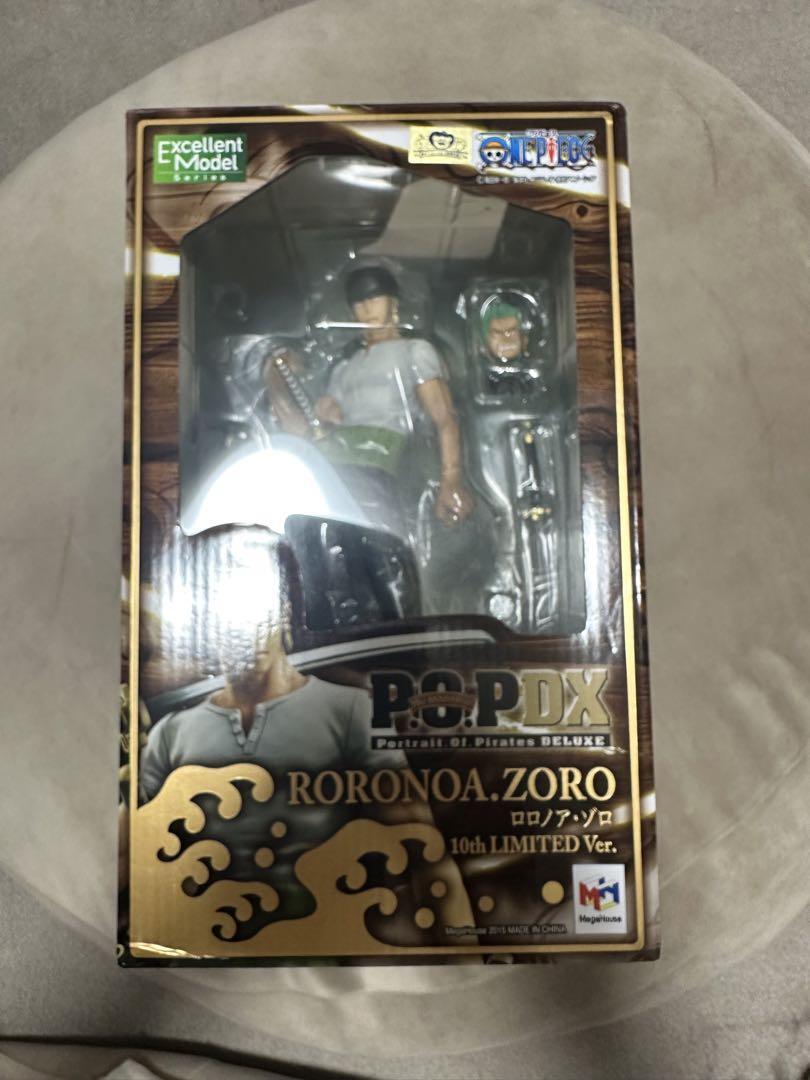 Excellent
Model
Series
ONE PIECE
P.O.P DX
Portrait Of Pirates DELUXE
RORONOA.ZORO
ロロノア・ゾロ
10th LIMITED Ver.
MegaHouse
MegaHouse 2015 MADE IN CHINA